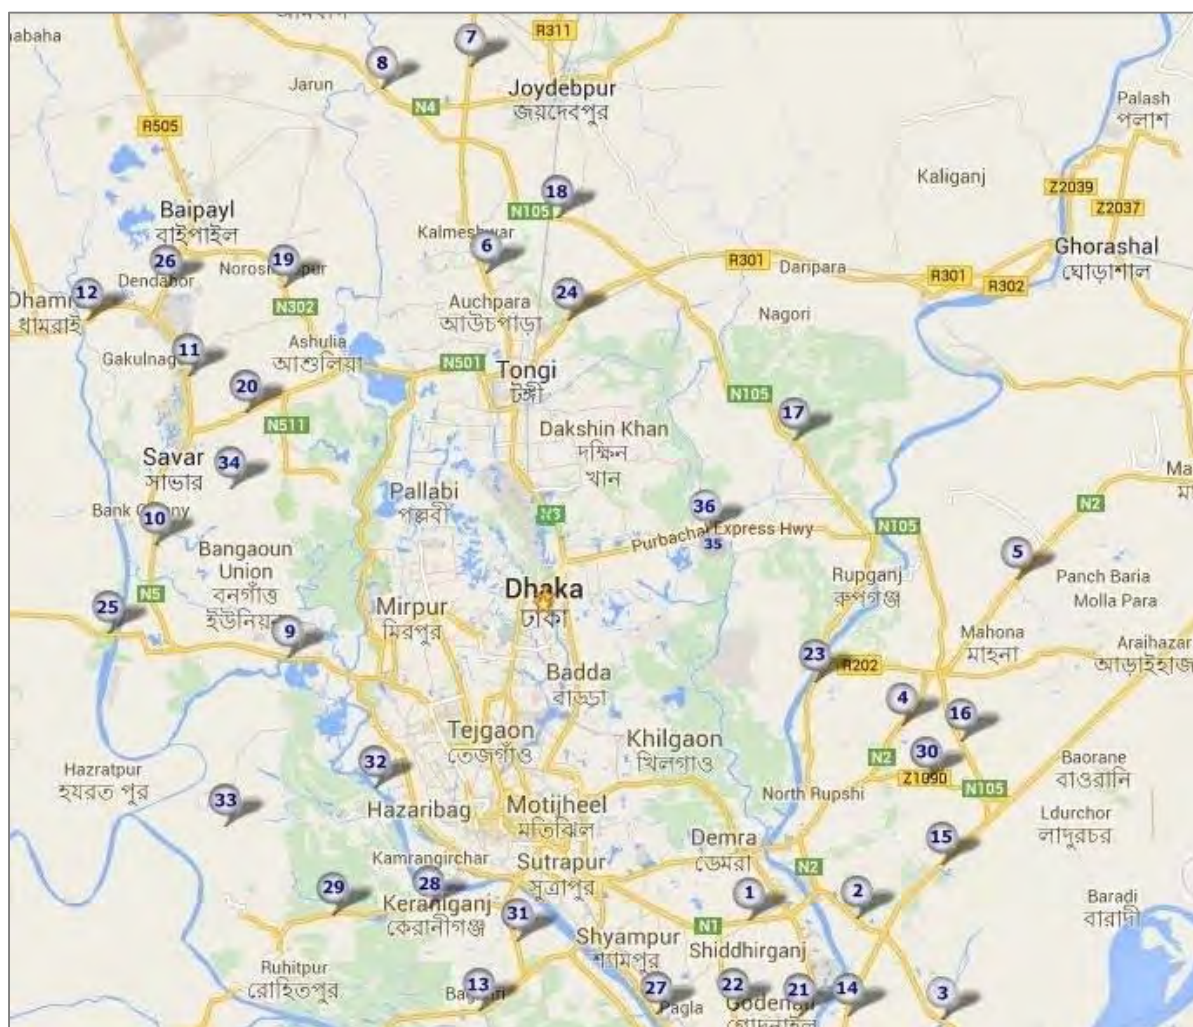 abaha
R311
7
8
Jarun
Joydebpur
জয়দেবপুর
N4
Palash
পলাশ
R505
Kaliganj
Z2039
18
N105
Z2037
Baipayl
বাইপাইল
Kalmeshwar
6
Ghorashal
ঘোড়াশাল
26
19
Dendabor
R301
Daripara
R301
R302
12
Dham
ধামরাই
24
Auchpara
আউচপাড়া
N302
Nagori
11
Gakulnag
Ashulia
আশুলিয়া
N501
Tongi
টঙ্গী
20
N105
17
N511
Dakshin Khan
দক্ষিন
খান
Savar
সাভার
34
Ma
Pallabi
পল্লবী
N2
Bank Colony
10
N3
36
Purbachal Express Hwy
35
N105
5
Bangaoun
Union
বনগাঁও
ইউনিয়ন
Rupganj
রুপগঞ্জ
Panch Baria
Molla Para
N5
25
Dhaka
ঢাকা
Mirpur
মিরপুর
9
Mahona
মাহনা
Araihazar
আড়াইহাজ
23
R202
Badda
বাড্ডা
4
16
Tejgaon
তেজগাঁও
Khilgaon
খিলগাও
N2
30
Z1090
Baorane
বাওরানি
Hazratpur
হযরত পুর
32
N105
North Rupshi
33
Hazaribag
Motijheel
মতিঝিল
Ldurchor
লাদুরচর
Demra
ডেমরা
15
Kamrangirchar
Sutrapur
সুত্রাপুর
N2
29
28
Keraniganj
কেরানীগঞ্জ
1
2
Baradi
বারাদী
31
N1
Shyampur
শ্যামপুর
Shiddhirganj
Ruhitpur
রোহিতপুর
13
27
Pagla
22
21
14
3
Godenail
গোদনাইল